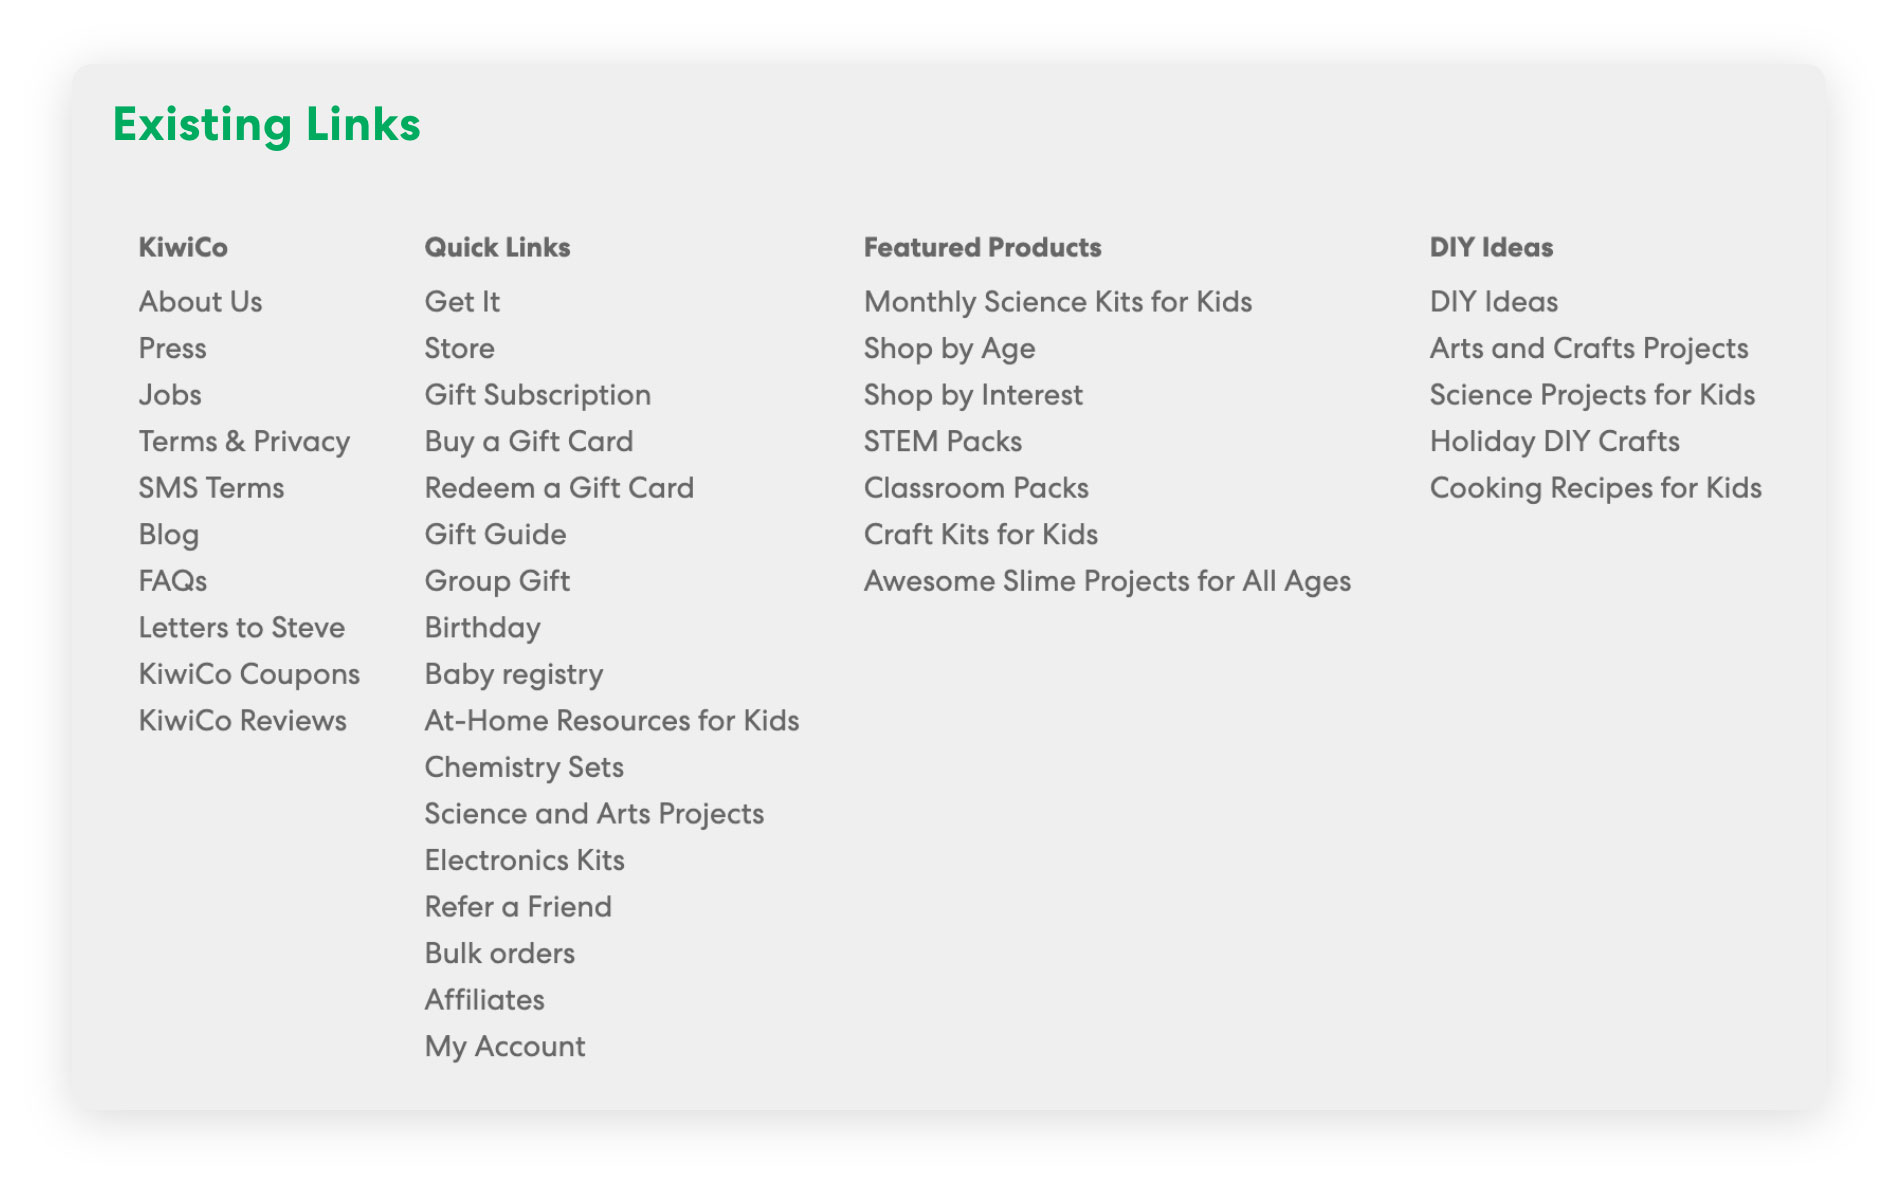 Existing Links
KiwiCo
About Us
Press
Jobs
Terms & Privacy
SMS Terms
Blog
FAQs
Letters to Steve
KiwiCo Coupons
KiwiCo Reviews
Quick Links
Get It
Store
Gift Subscription
Buy a Gift Card
Redeem a Gift Card
Gift Guide
Group Gift
Birthday
Baby registry
At-Home Resources for Kids
Chemistry Sets
Science and Arts Projects
Electronics Kits
Refer a Friend
Bulk orders
Affiliates
My Account
Featured Products
Monthly Science Kits for Kids
Shop by Age
Shop by Interest
STEM Packs
Classroom Packs
Craft Kits for Kids
Awesome Slime Projects for All Ages
DIY Ideas
DIY Ideas
Arts and Crafts Projects
Science Projects for Kids
Holiday DIY Crafts
Cooking Recipes for Kids